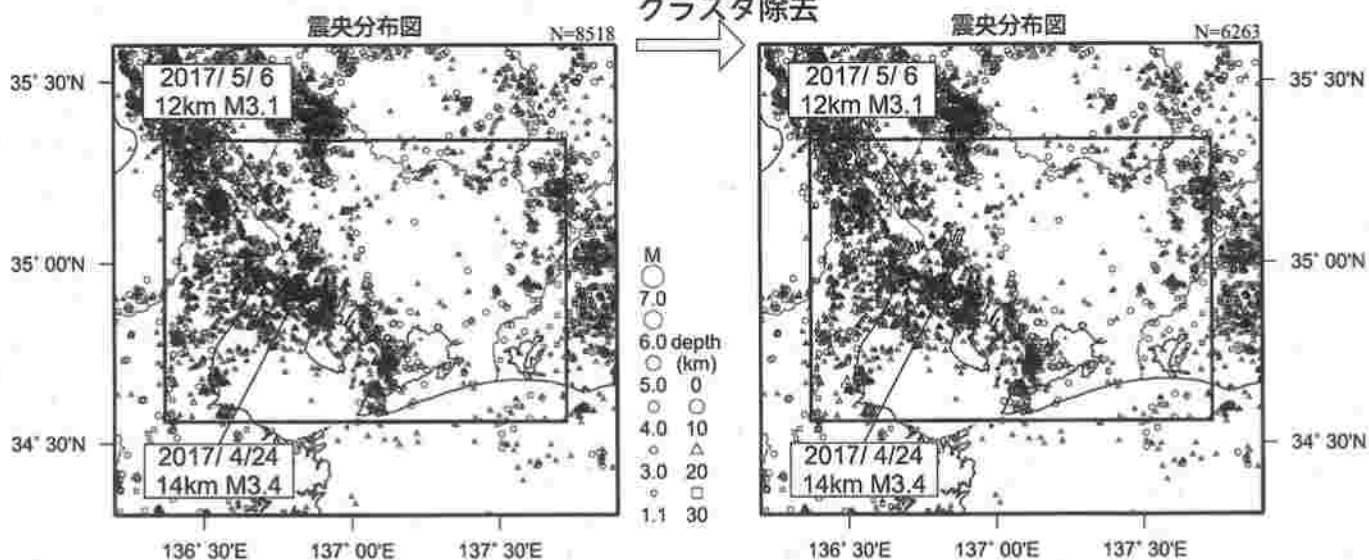 クラスタ除去
震央分布図
N=8518
35° 30'N
35° 00'N
34° 30'N
2017/ 5/ 6
12km M3.1
2017/ 4/24
14km M3.4
136° 30'E
137° 00'E
137° 30'E
M
7.0
6.0 depth
(km)
5.0 0
4.0 10
3.0 20
1.1 30
震央分布図
N=6263
2017/ 5/ 6
12km M3.1
2017/ 4/24
14km M3.4
35° 30'N
35° 00'N
34° 30'N
136° 30'E
137° 00'E
137° 30'E